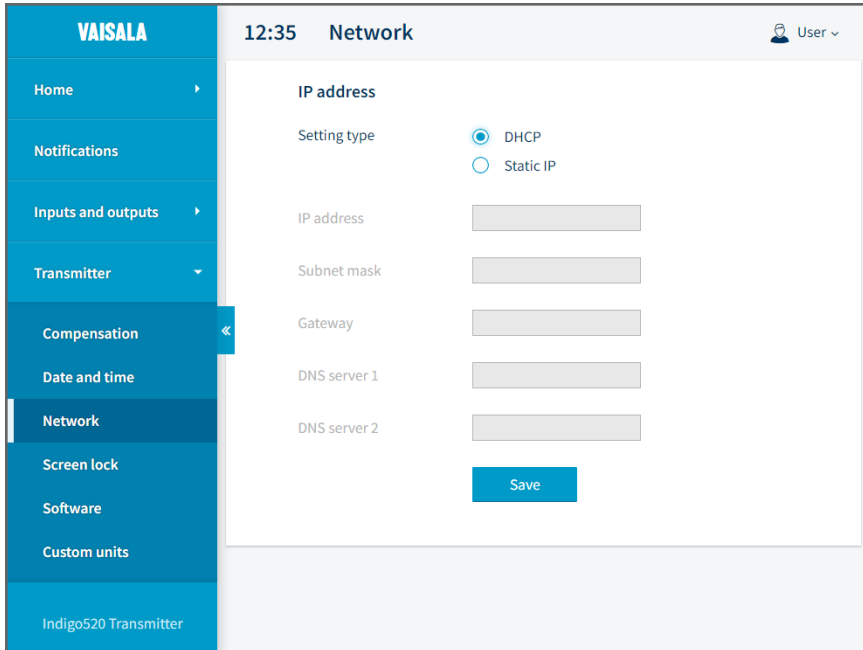 VAISALA
Home
Notifications
Inputs and outputs
Transmitter
Compensation
Date and time
Network
Screen lock
Software
Custom units
Indigo520 Transmitter
12:35 Network
User
IP address
Setting type
DHCP
Static IP
IP address
Subnet mask
Gateway
DNS server 1
DNS server 2
Save